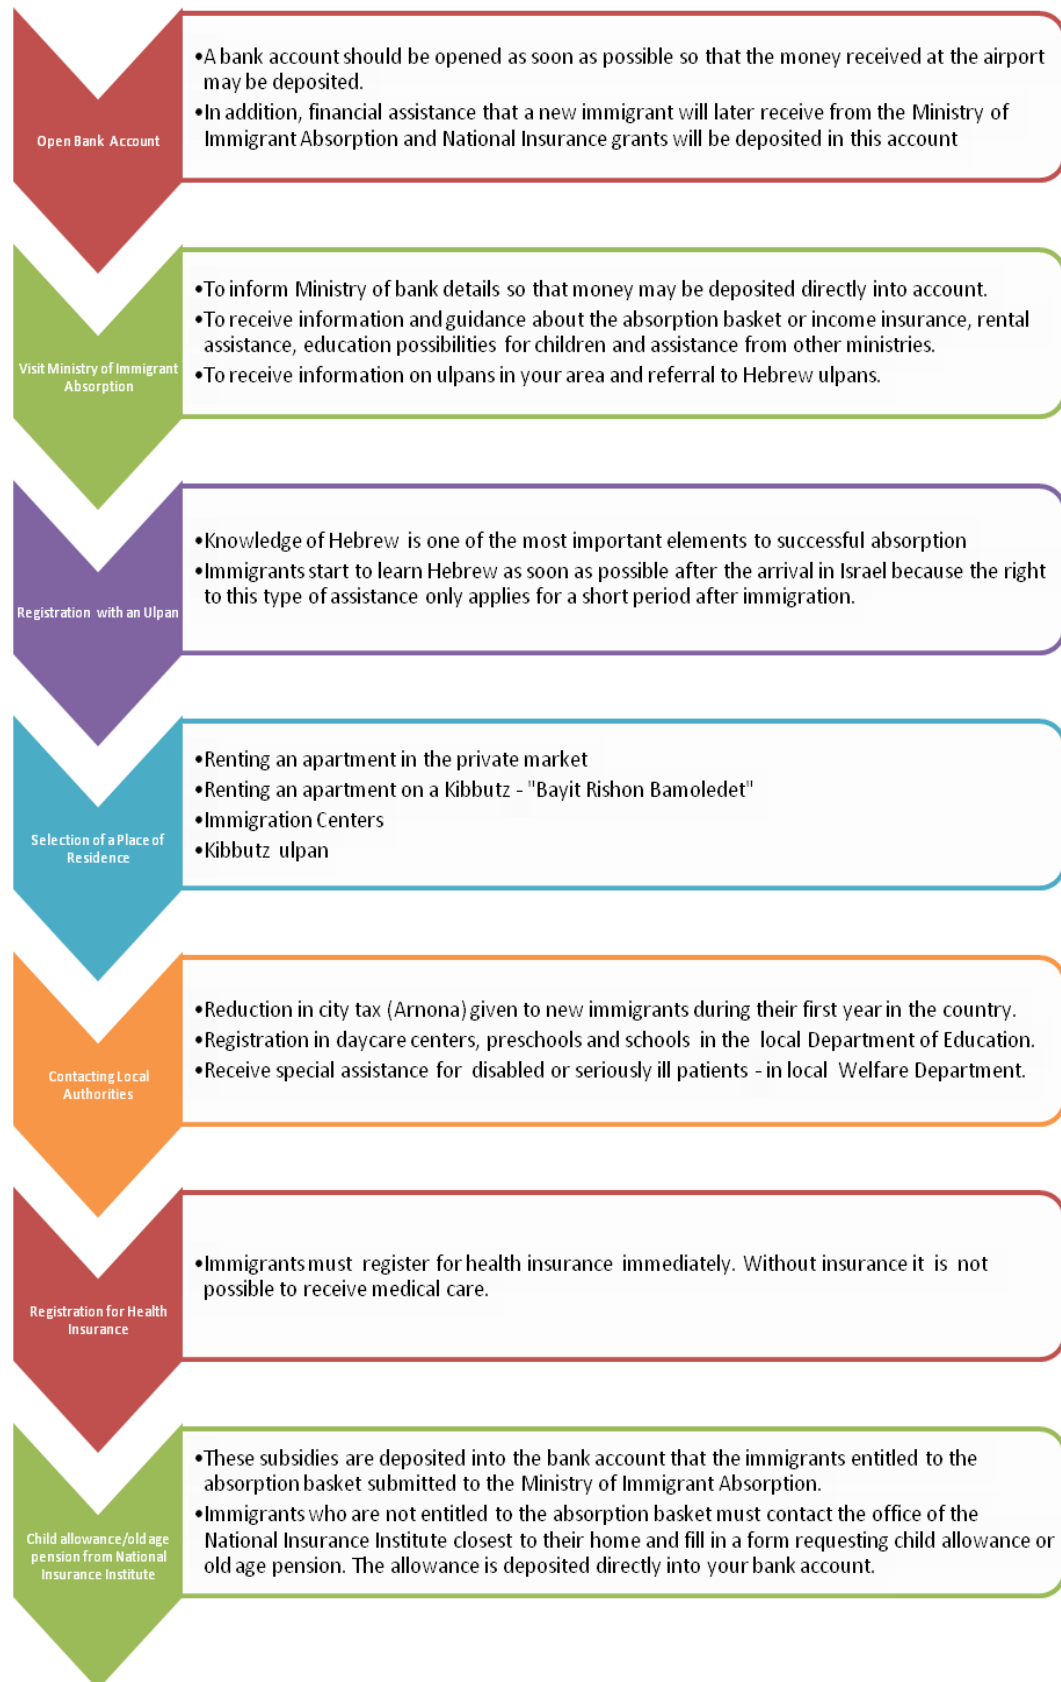 Open Bank Account
•A bank account should be opened as soon as possible so that the money received at the airport
may be deposited.
•In addition, financial assistance that a new immigrant will later receive from the Ministry of
Immigrant Absorption and National Insurance grants will be deposited in this account
Visit Ministry of Immigrant
Absorption
•To inform Ministry of bank details so that money may be deposited directly into account.
•To receive information and guidance about the absorption basket or income insurance, rental
assistance, education possibilities for children and assistance from other ministries.
•To receive information on ulpans in your area and referral to Hebrew ulpans.
Registration with an Ulpan
•Knowledge of Hebrew is one of the most important elements to successful absorption
•Immigrants start to learn Hebrew as soon as possible after the arrival in Israel because the right
to this type of assistance only applies for a short period after immigration.
Selection of a Place of
Residence
•Renting an apartment in the private market
•Renting an apartment on a Kibbutz - "Bayit Rishon Bamoledet"
•Immigration Centers
•Kibbutz ulpan
Contacting Local
Authorities
•Reduction in city tax (Arnona) given to new immigrants during their first year in the country.
•Registration in daycare centers, preschools and schools in the local Department of Education.
•Receive special assistance for disabled or seriously ill patients - in local Welfare Department.
Registration for Health
Insurance
•Immigrants must register for health insurance immediately. Without insurance it is not
possible to receive medical care.
Child allowance/old age
pension from National
Insurance Institute
•These subsidies are deposited into the bank account that the immigrants entitled to the
absorption basket submitted to the Ministry of Immigrant Absorption.
•Immigrants who are not entitled to the absorption basket must contact the office of the
National Insurance Institute closest to their home and fill in a form requesting child allowance or
old age pension. The allowance is deposited directly into your bank account.